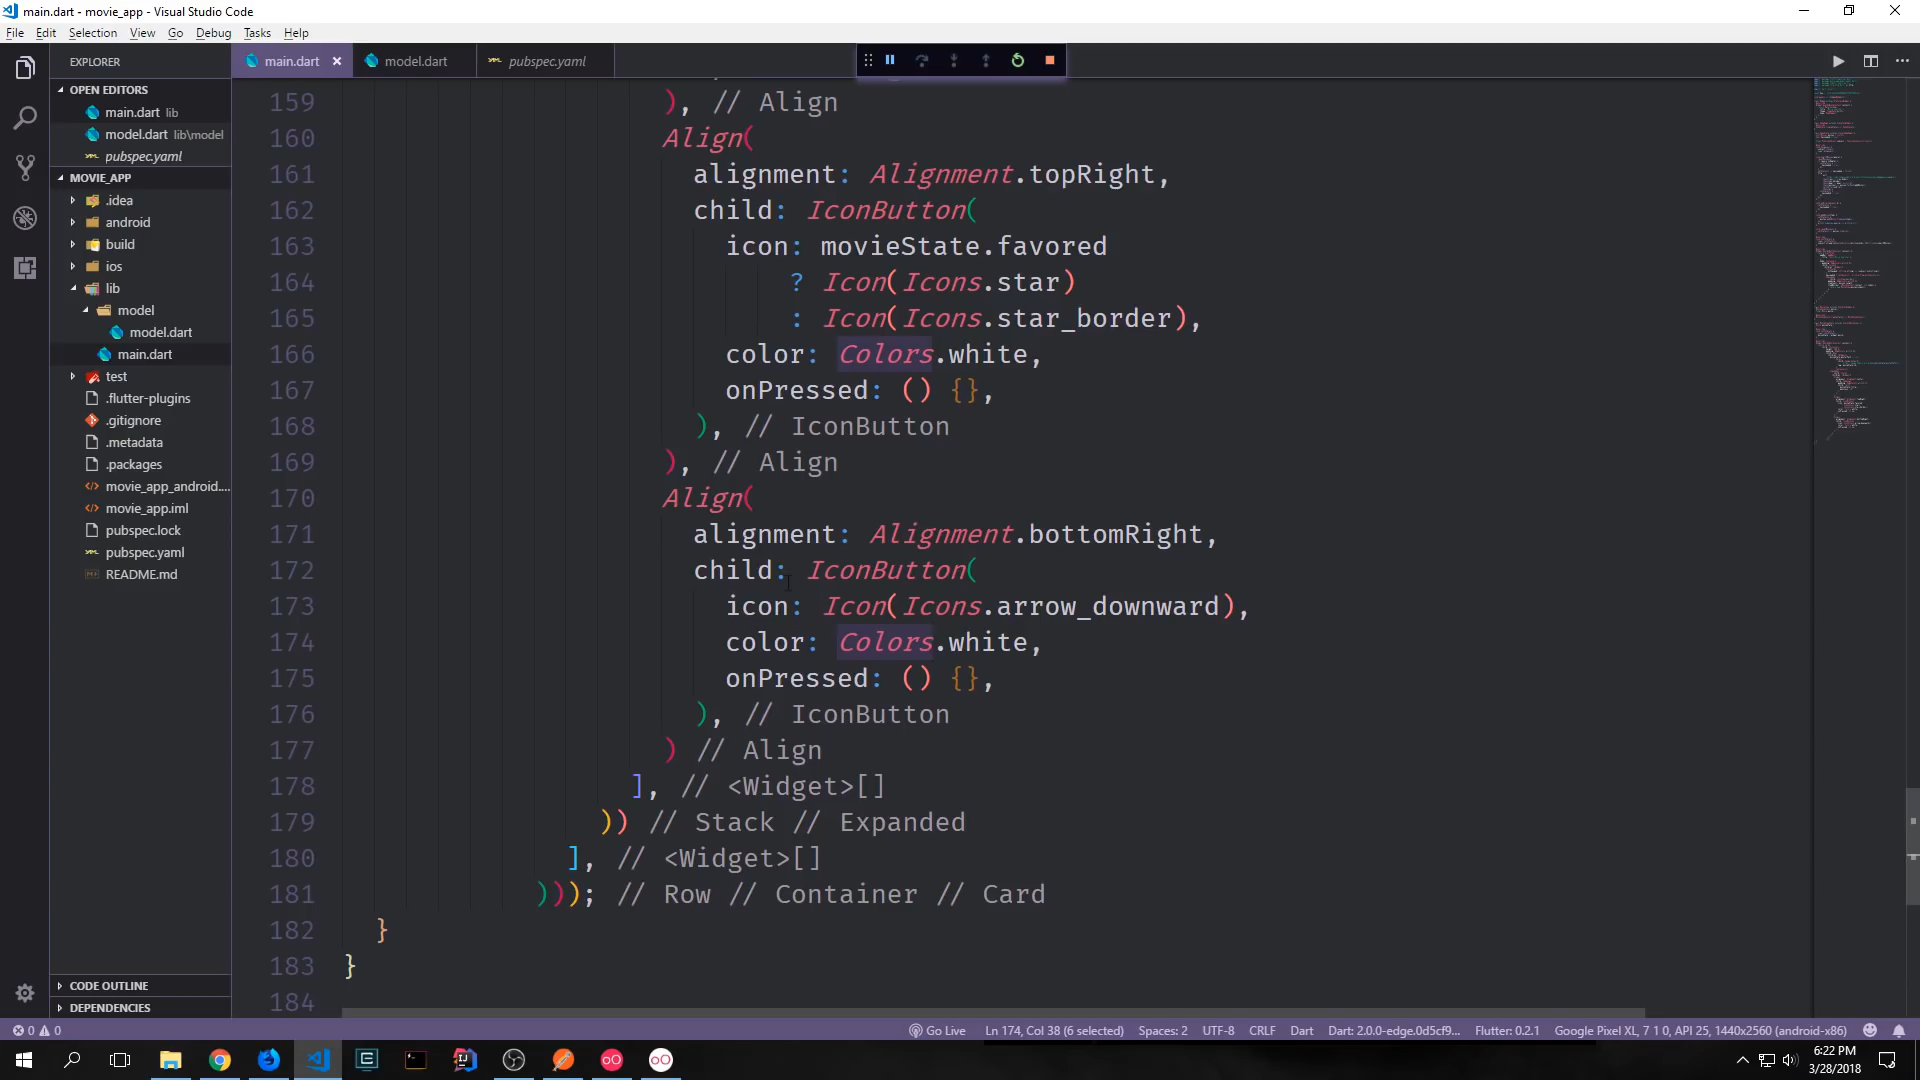 main.dart - movie_app - Visual Studio Code
File Edit Selection View Go Debug Tasks Help
EXPLORER
main.dart
model.dart
pubspec.yaml
OPEN EDITORS
main.dart lib
model.dart lib\model
pubspec.yaml
MOVIE_APP
.idea
android
build
ios
lib
model
model.dart
main.dart
test
.flutter-plugins
.gitignore
.metadata
.packages
movie_app_android....
movie_app.iml
pubspec.lock
pubspec.yaml
README.md
CODE OUTLINE
DEPENDENCIES
159 ), // Align
160 Align(
161 alignment: Alignment.topRight,
162 child: IconButton(
163 icon: movieState.favored
164 ? Icon(Icons.star)
165 : Icon(Icons.star_border),
166 color: Colors.white,
167 onPressed: () {},
168 ), // IconButton
169 ), // Align
170 Align(
171 alignment: Alignment.bottomRight,
172 child: IconButton(
173 icon: Icon(Icons.arrow_downward),
174 color: Colors.white,
175 onPressed: () {},
176 ), // IconButton
177 ) // Align
178 ], // <Widget>[]
179 )) // Stack // Expanded
180 ], // <Widget>[]
181 ))); // Row // Container // Card
182 }
183 }
184
0 0 Go Live Ln 174, Col 38 (6 selected) Spaces: 2 UTF-8 CRLF Dart Dart: 2.0.0-edge.0d5cf9... Flutter: 0.2.1 Google Pixel XL, 7 1 0, API 25, 1440x2560 (android-x86)
6:22 PM
3/28/2018